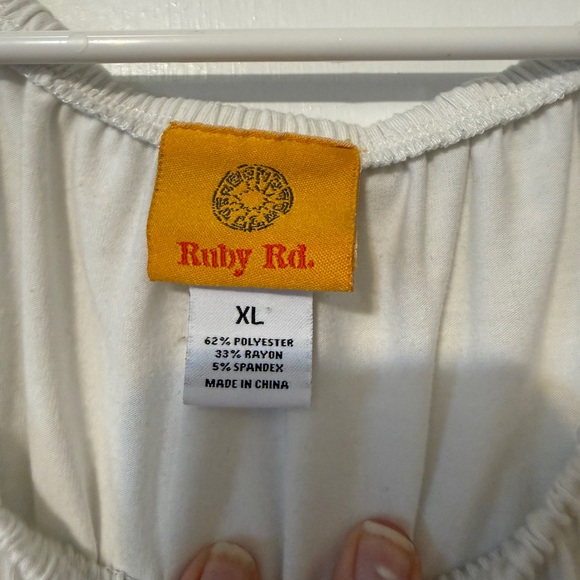 Ruby Rd.
XL
62% POLYESTER
33% RAYON
5% SPANDEX
MADE IN CHINA